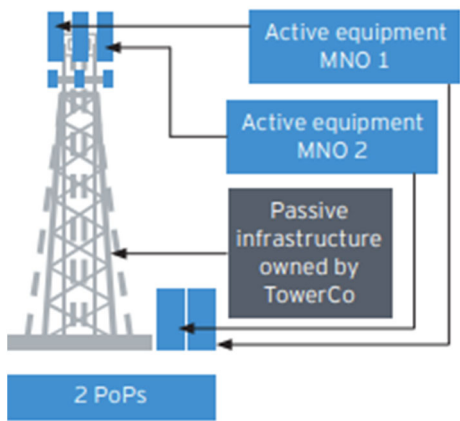 Active equipment
MNO 1
Active equipment
MNO 2
Passive
infrastructure
owned by
TowerCo
2 PoPs